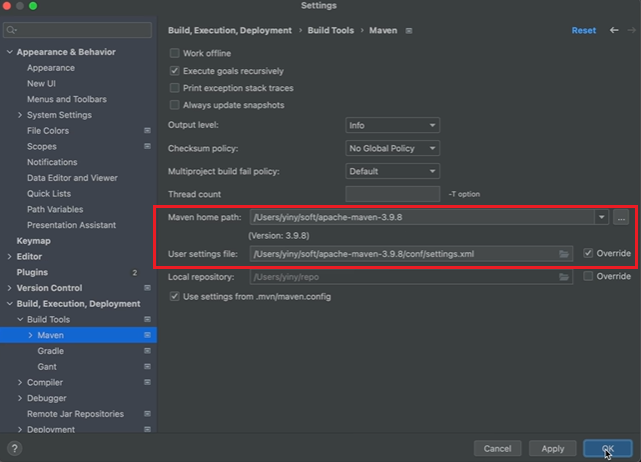 Settings
Build, Execution, Deployment › Build Tools › Maven
Reset
Appearance & Behavior
Appearance
New UI
Menus and Toolbars
System Settings
File Colors
Scopes
Notifications
Data Editor and Viewer
Quick Lists
Path Variables
Presentation Assistant
Keymap
Editor
Plugins 2
Version Control
Build, Execution, Deployment
Build Tools
Maven
Gradle
Gant
Compiler
Debugger
Remote Jar Repositories
Deployment
Work offline
Execute goals recursively
Print exception stack traces
Always update snapshots
Output level: Info
Checksum policy: No Global Policy
Multiproject build fail policy: Default
Thread count -T option
Maven home path: /Users/yiny/soft/apache-maven-3.9.8 ...
(Version: 3.9.8)
User settings file: /Users/yiny/soft/apache-maven-3.9.8/conf/settings.xml Override
Local repository: /Users/yiny/repo Override
Use settings from .mvn/maven.config
? Cancel Apply OK